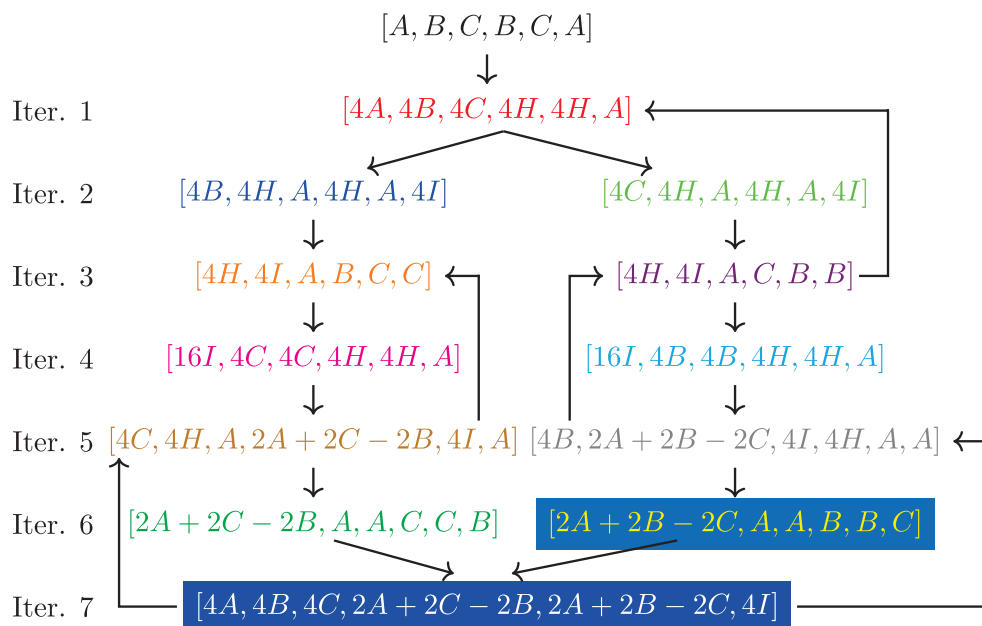 [A, B, C, B, C, A]
Iter. 1 [4A, 4B, 4C, 4H, 4H, A]
Iter. 2 [4B, 4H, A, 4H, A, 4I] [4C, 4H, A, 4H, A, 4I]
Iter. 3 [4H, 4I, A, B, C, C] [4H, 4I, A, C, B, B]
Iter. 4 [16I, 4C, 4C, 4H, 4H, A] [16I, 4B, 4B, 4H, 4H, A]
Iter. 5 [4C, 4H, A, 2A + 2C − 2B, 4I, A] [4B, 2A + 2B − 2C, 4I, 4H, A, A]
Iter. 6 [2A + 2C − 2B, A, A, C, C, B] [2A + 2B − 2C, A, A, B, B, C]
Iter. 7 [4A, 4B, 4C, 2A + 2C − 2B, 2A + 2B − 2C, 4I]